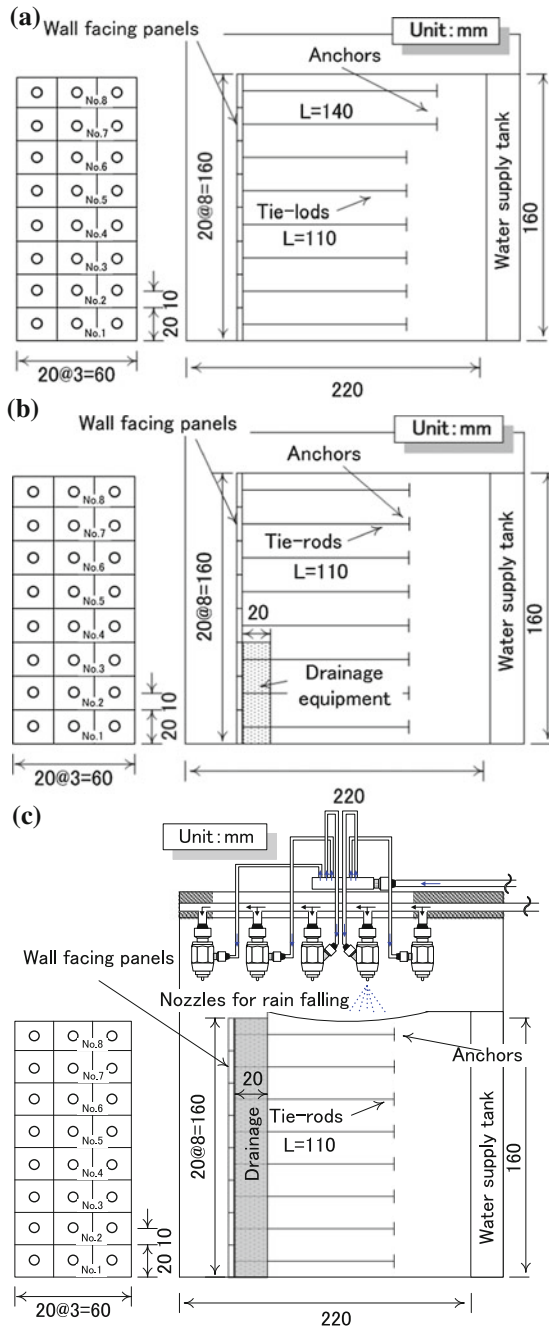 (a)
Wall facing panels
Unit:mm
Anchors
No.8
No.7
No.6
No.5
No.4
No.3
No.2
No.1
20@8=160
L=140
Tie-lods
L=110
Water supply tank
160
20 10
20@3=60
220
(b)
Wall facing panels
Unit:mm
Anchors
No.8
No.7
No.6
No.5
No.4
No.3
No.2
No.1
20@8=160
Tie-rods
L=110
20
Drainage
equipment
Water supply tank
160
20 10
20@3=60
220
(c)
Unit:mm
Wall facing panels
Nozzles for rain falling
No.8
No.7
No.6
No.5
No.4
No.3
No.2
No.1
20@8=160
20
Drainage
Anchors
Tie-rods
L=110
Water supply tank
160
20 10
20@3=60
220